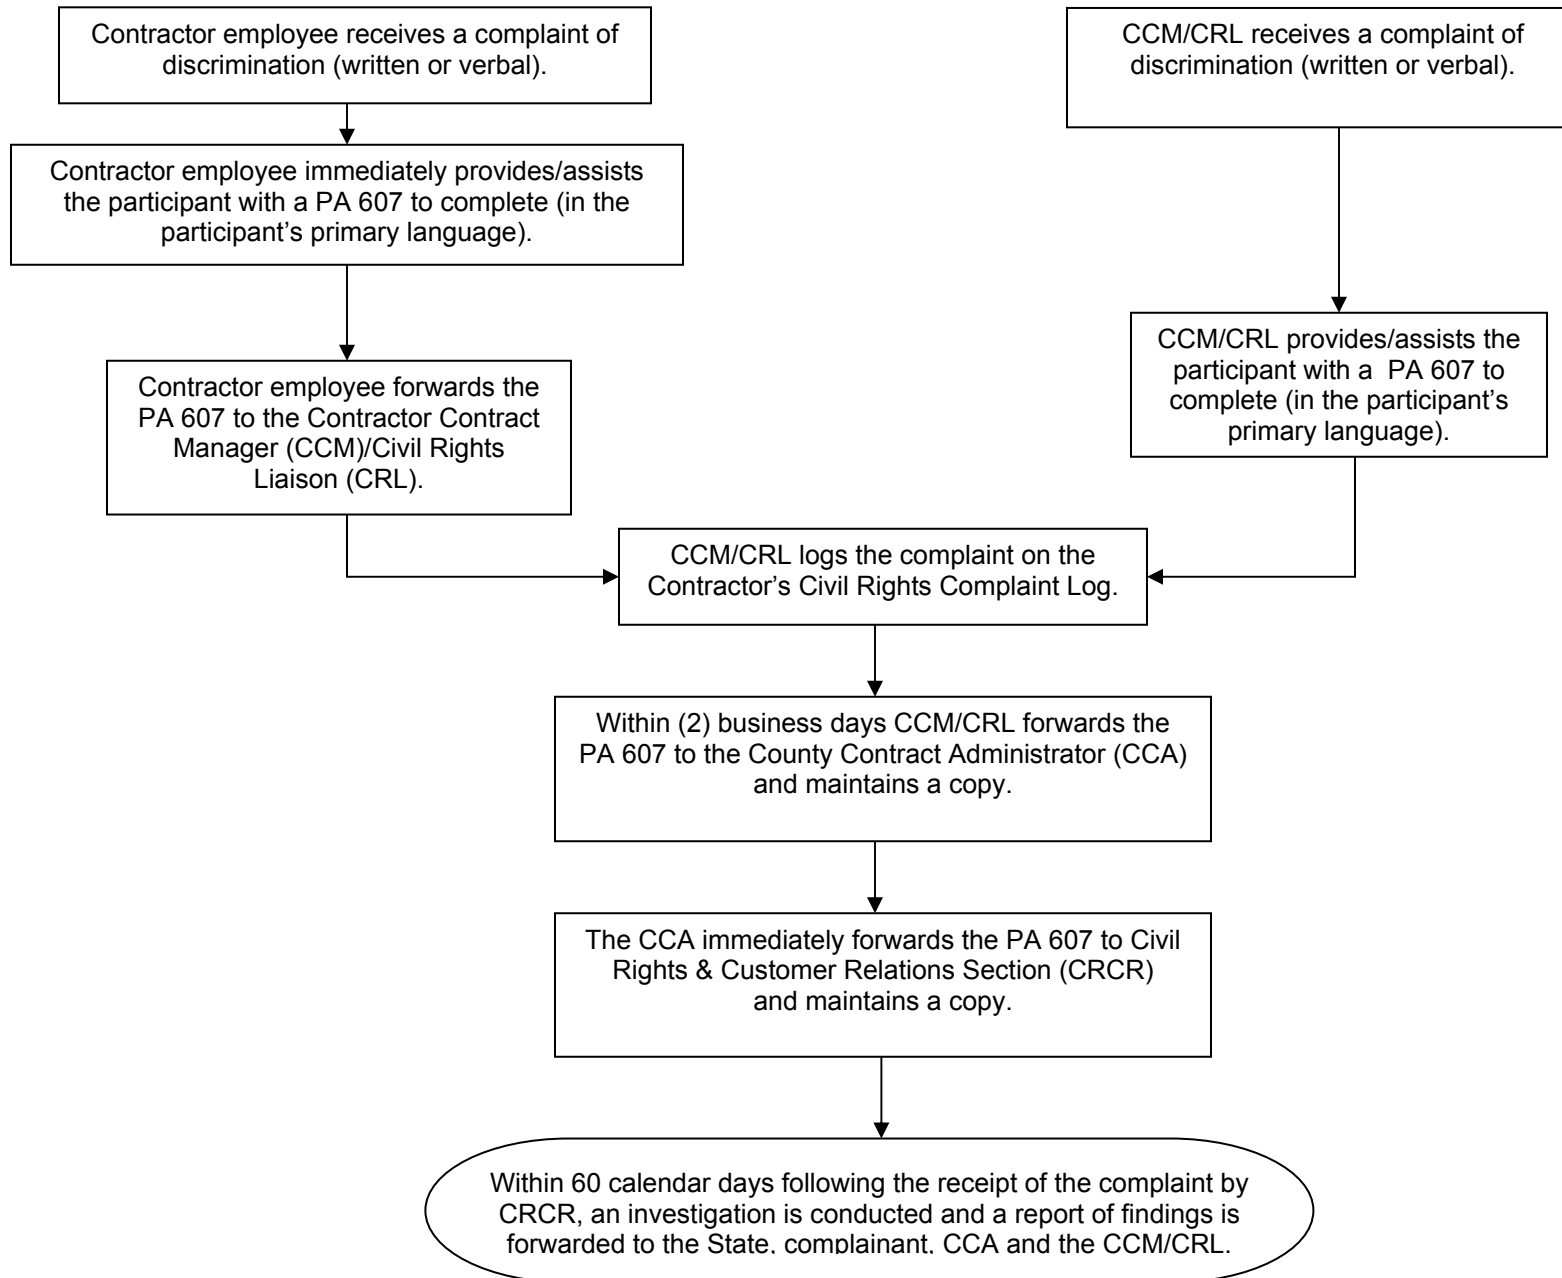 Contractor employee receives a complaint of
discrimination (written or verbal).
CCM/CRL receives a complaint of
discrimination (written or verbal).
Contractor employee immediately provides/assists
the participant with a PA 607 to complete (in the
participant’s primary language).
CCM/CRL provides/assists the
participant with a PA 607 to
complete (in the participant’s
primary language).
Contractor employee forwards the
PA 607 to the Contractor Contract
Manager (CCM)/Civil Rights
Liaison (CRL).
CCM/CRL logs the complaint on the
Contractor’s Civil Rights Complaint Log.
Within (2) business days CCM/CRL forwards the
PA 607 to the County Contract Administrator (CCA)
and maintains a copy.
The CCA immediately forwards the PA 607 to Civil
Rights & Customer Relations Section (CRCR)
and maintains a copy.
Within 60 calendar days following the receipt of the complaint by
CRCR, an investigation is conducted and a report of findings is
forwarded to the State, complainant, CCA and the CCM/CRL.